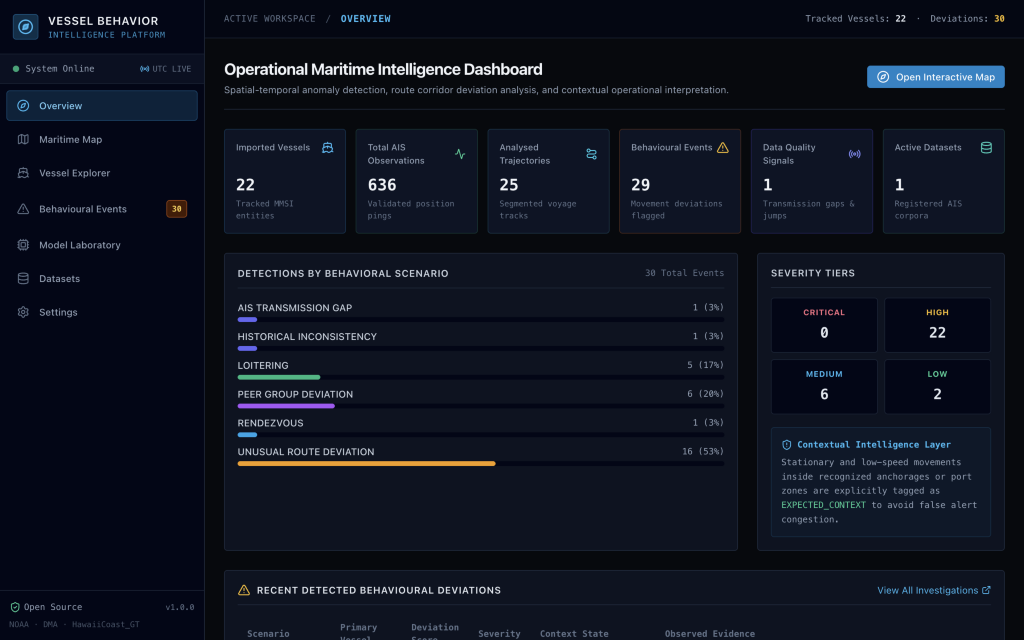 VESSEL BEHAVIOR
INTELLIGENCE PLATFORM
System Online
UTC LIVE
Overview
Maritime Map
Vessel Explorer
Behavioural Events
30
Model Laboratory
Datasets
Settings
Open Source
v1.0.0
NOAA · DMA · HawaiiCoast_GT
ACTIVE WORKSPACE / OVERVIEW
Tracked Vessels: 22 · Deviations: 30
Operational Maritime Intelligence Dashboard
Spatial-temporal anomaly detection, route corridor deviation analysis, and contextual operational interpretation.
Open Interactive Map
Imported Vessels
22
Tracked MMSI
entities
Total AIS
Observations
636
Validated position
pings
Analysed
Trajectories
25
Segmented voyage
tracks
Behavioural Events
29
Movement deviations
flagged
Data Quality
Signals
1
Transmission gaps &
jumps
Active Datasets
1
Registered AIS
corpora
DETECTIONS BY BEHAVIORAL SCENARIO
30 Total Events
AIS TRANSMISSION GAP
1 (3%)
HISTORICAL INCONSISTENCY
1 (3%)
LOITERING
5 (17%)
PEER GROUP DEVIATION
6 (20%)
RENDEZVOUS
1 (3%)
UNUSUAL ROUTE DEVIATION
16 (53%)
SEVERITY TIERS
CRITICAL
0
HIGH
22
MEDIUM
6
LOW
2
Contextual Intelligence Layer
Stationary and low-speed movements
inside recognized anchorages or port
zones are explicitly tagged as
EXPECTED_CONTEXT to avoid false alert
congestion.
RECENT DETECTED BEHAVIOURAL DEVIATIONS
View All Investigations
Scenario
Primary
Vessel
Deviation
Score
Severity
Context State
Observed Evidence